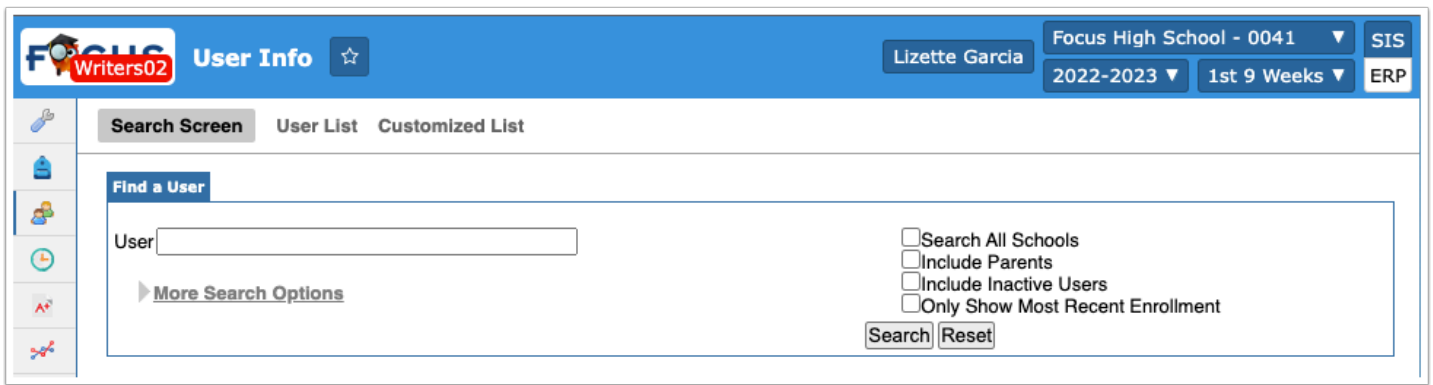 FOCUS
Writers02
User Info
Lizette Garcia
Focus High School - 0041 ▼
SIS
2022-2023 ▼
1st 9 Weeks ▼
ERP
Search Screen
User List
Customized List
Find a User
User
Search All Schools
Include Parents
More Search Options
Include Inactive Users
Only Show Most Recent Enrollment
Search
Reset
A+